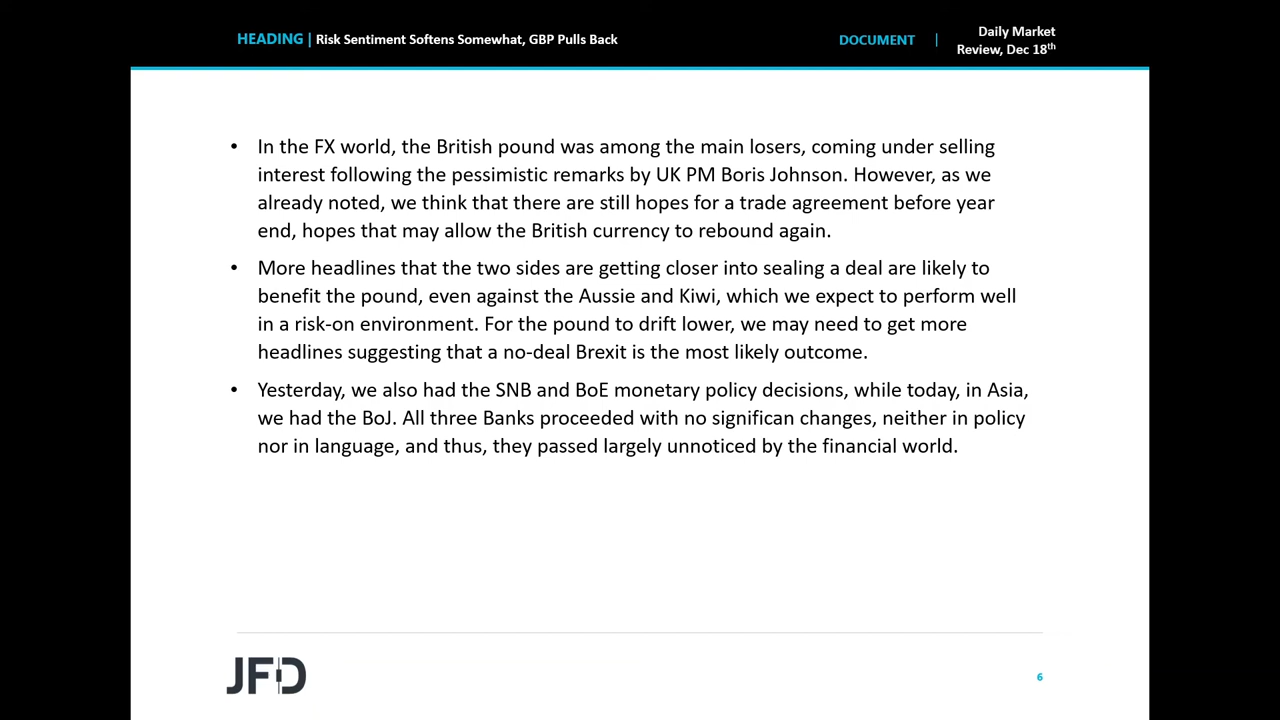 HEADING | Risk Sentiment Softens Somewhat, GBP Pulls Back
DOCUMENT |
Daily Market
Review, Dec 18th
• In the FX world, the British pound was among the main losers, coming under selling
interest following the pessimistic remarks by UK PM Boris Johnson. However, as we
already noted, we think that there are still hopes for a trade agreement before year
end, hopes that may allow the British currency to rebound again.
• More headlines that the two sides are getting closer into sealing a deal are likely to
benefit the pound, even against the Aussie and Kiwi, which we expect to perform well
in a risk-on environment. For the pound to drift lower, we may need to get more
headlines suggesting that a no-deal Brexit is the most likely outcome.
• Yesterday, we also had the SNB and BoE monetary policy decisions, while today, in Asia,
we had the BoJ. All three Banks proceeded with no significan changes, neither in policy
nor in language, and thus, they passed largely unnoticed by the financial world.
JFD
6